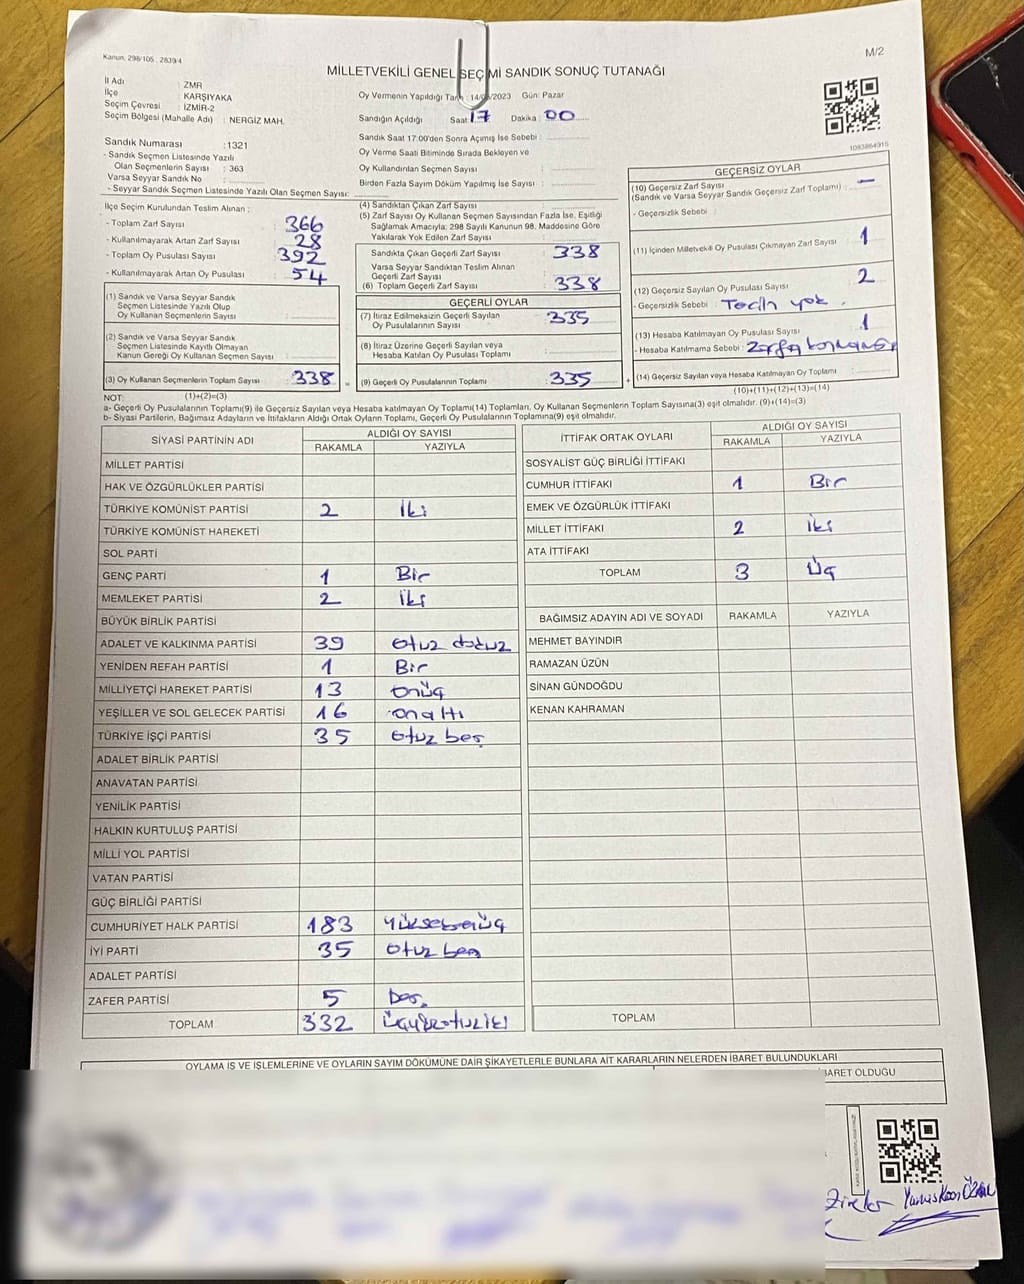 Kanun, 298/105 , 2839/4
M/2
MİLLETVEKİLİ GENEL SEÇİMİ SANDIK SONUÇ TUTANAĞI
İl Adı : ZMR
İlçe : KARŞIYAKA
Seçim Çevresi : İZMİR-2
Seçim Bölgesi (Mahalle Adı) : NERGİZ MAH.
Sandık Numarası :1321
- Sandık Seçmen Listesinde Yazılı
Olan Seçmenlerin Sayısı : 363
Varsa Seyyar Sandık No :
- Seyyar Sandık Seçmen Listesinde Yazılı Olan Seçmen Sayısı:
Oy Vermenin Yapıldığı Tarih : 14/05/2023 Gün: Pazar
Sandığın Açıldığı Saat 17 Dakika 00
Sandık Saat 17:00'den Sonra Açımış İse Sebebi :
Oy Verme Saati Bitiminde Sırada Bekleyen ve
Oy Kullandırılan Seçmen Sayısı :
Birden Fazla Sayım Döküm Yapılmış İse Sayısı :
1083864915
İlçe Seçim Kurulundan Teslim Alınan :
- Toplam Zarf Sayısı : 366
- Kullanılmayarak Artan Zarf Sayısı : 28
- Toplam Oy Pusulası Sayısı : 392
- Kullanılmayarak Artan Oy Pusulası : 54
(1) Sandık ve Varsa Seyyar Sandık
Seçmen Listesinde Yazılı Olup
Oy Kullanan Seçmenlerin Sayısı :
(2) Sandık ve Varsa Seyyar Sandık
Seçmen Listesinde Kayıtlı Olmayan
Kanun Gereği Oy Kullanan Seçmen Sayısı :
(3) Oy Kullanan Seçmenlerin Toplam Sayısı : 338 =
(4) Sandıktan Çıkan Zarf Sayısı :
(5) Zarf Sayısı Oy Kullanan Seçmen Sayısından Fazla İse, Eşitliği
Sağlamak Amacıyla; 298 Sayılı Kanunun 98. Maddesine Göre
Yakılarak Yok Edilen Zarf Sayısı :
Sandıkta Çıkan Geçerli Zarf Sayısı : 338
Varsa Seyyar Sandıktan Teslim Alınan
Geçerli Zarf Sayısı :
(6) Toplam Geçerli Zarf Sayısı : 338
GEÇERLİ OYLAR
(7) İtiraz Edilmeksizin Geçerli Sayılan
Oy Pusulalarının Sayısı : 335
(8) İtiraz Üzerine Geçerli Sayılan veya
Hesaba Katılan Oy Pusulası Toplamı :
(9) Geçerli Oy Pusulalarının Toplamı : 335 +
GEÇERSİZ OYLAR
(10) Geçersiz Zarf Sayısı : –
(Sandık ve Varsa Seyyar Sandık Geçersiz Zarf Toplamı)
- Geçersizlik Sebebi :
(11) İçinden Milletvekili Oy Pusulası Çıkmayan Zarf Sayısı : 1
(12) Geçersiz Sayılan Oy Pusulası Sayısı : 2
- Geçersizlik Sebebi : Tercih yok .
(13) Hesaba Katılmayan Oy Pusulası Sayısı : 1
- Hesaba Katılmama Sebebi :
(14) Geçersiz Sayılan veya Hesaba Katılmayan Oy Toplamı :
NOT: (1)+(2)=(3)
(10)+(11)+(12)+(13)=(14)
a- Geçerli Oy Pusulalarının Toplamı(9) ile Geçersiz Sayılan veya Hesaba katılmayan Oy Toplamı(14) Toplamları, Oy Kullanan Seçmenlerin Toplam Sayısına(3) eşit olmalıdır. (9)+(14)=(3)
b- Siyasi Partilerin, Bağımsız Adayların ve İttifakların Aldığı Ortak Oyların Toplamı, Geçerli Oy Pusulalarının Toplamına(9) eşit olmalıdır.
SİYASİ PARTİNİN ADI ALDIĞI OY SAYISI
RAKAMLA YAZIYLA
MİLLET PARTİSİ
HAK VE ÖZGÜRLÜKLER PARTİSİ
TÜRKİYE KOMÜNİST PARTİSİ 2 İki
TÜRKİYE KOMÜNİST HAREKETİ
SOL PARTİ
GENÇ PARTİ 1 Bir
MEMLEKET PARTİSİ 2 İki
BÜYÜK BİRLİK PARTİSİ
ADALET VE KALKINMA PARTİSİ 39 otuz dokuz
YENİDEN REFAH PARTİSİ 1 Bir
MİLLİYETÇİ HAREKET PARTİSİ 13 onüç
YEŞİLLER VE SOL GELECEK PARTİSİ 16 onaltı
TÜRKİYE İŞÇİ PARTİSİ 35 otuz beş
ADALET BİRLİK PARTİSİ
ANAVATAN PARTİSİ
YENİLİK PARTİSİ
HALKIN KURTULUŞ PARTİSİ
MİLLİ YOL PARTİSİ
VATAN PARTİSİ
GÜÇ BİRLİĞİ PARTİSİ
CUMHURİYET HALK PARTİSİ 183
İYİ PARTİ 35 otuz beş
ADALET PARTİSİ
ZAFER PARTİSİ 5 beş
TOPLAM 332
İTTİFAK ORTAK OYLARI ALDIĞI OY SAYISI
RAKAMLA YAZIYLA
SOSYALİST GÜÇ BİRLİĞİ İTTİFAKI
CUMHUR İTTİFAKI 1 Bir
EMEK VE ÖZGÜRLÜK İTTİFAKI
MİLLET İTTİFAKI 2 iki
ATA İTTİFAKI
TOPLAM 3 Üç
BAĞIMSIZ ADAYIN ADI VE SOYADI RAKAMLA YAZIYLA
MEHMET BAYINDIR
RAMAZAN ÜZÜN
SİNAN GÜNDOĞDU
KENAN KAHRAMAN
TOPLAM
OYLAMA İŞ VE İŞLEMLERİNE VE OYLARIN SAYIM DÖKÜMÜNE DAİR ŞİKAYETLERLE BUNLARA AİT KARARLARIN NELERDEN İBARET BULUNDUKLARI
BARET OLDUĞU